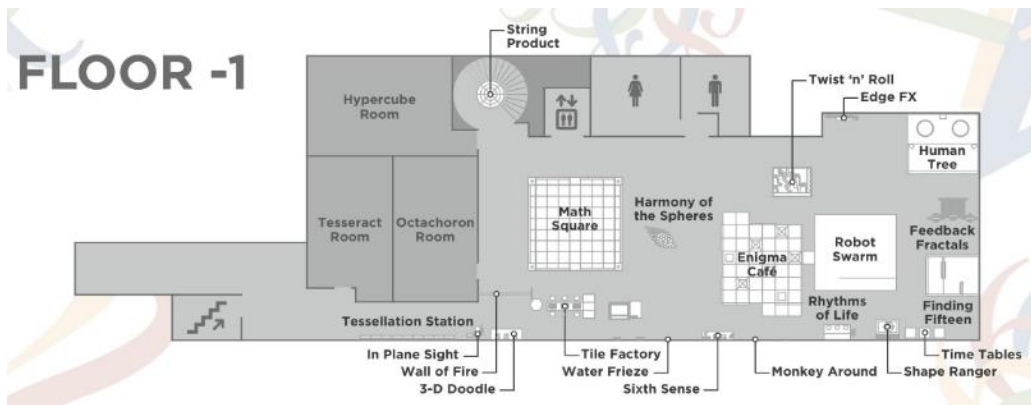 FLOOR -1
String
Product
Hypercube
Room
Twist ‘n’ Roll
Edge FX
Human
Tree
Tesseract
Room
Octachoron
Room
Math
Square
Harmony of
the Spheres
Enigma
Café
Robot
Swarm
Feedback
Fractals
Finding
Fifteen
Rhythms
of Life
Tessellation Station
In Plane Sight
Wall of Fire
3-D Doodle
Tile Factory
Water Frieze
Sixth Sense
Monkey Around
Time Tables
Shape Ranger